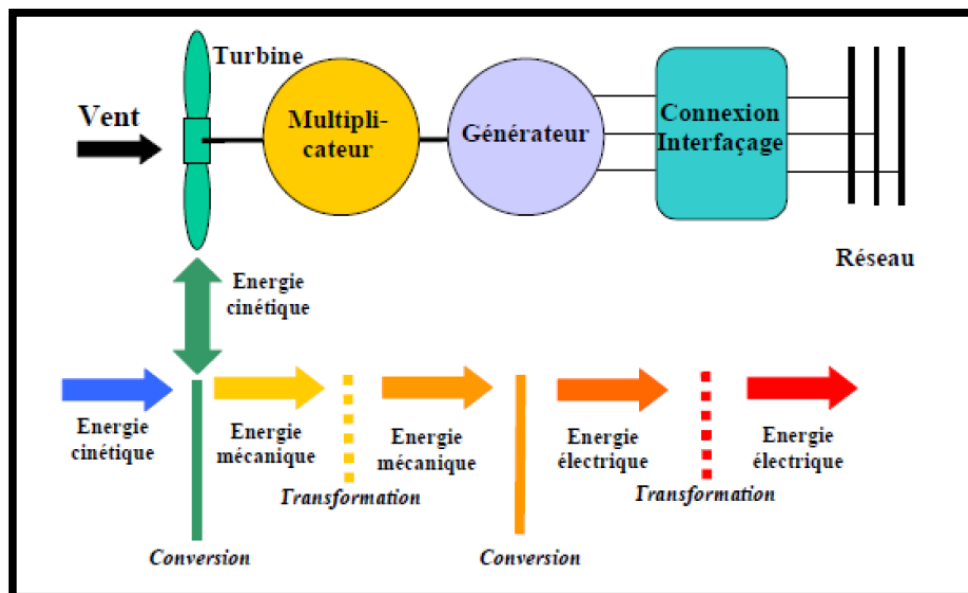 Turbine
Vent
Multipli-
cateur
Générateur
Connexion
Interfaçage
Réseau
Energie
cinétique
Energie
cinétique
Energie
mécanique
Energie
mécanique
Energie
électrique
Energie
électrique
Transformation
Transformation
Conversion
Conversion